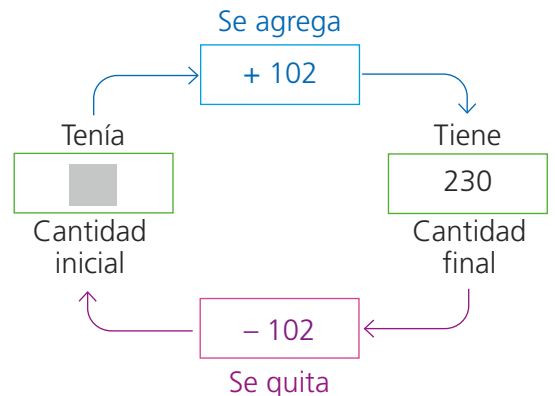 Se agrega
+ 102
Tenía
Tiene
230
Cantidad
inicial
Cantidad
final
– 102
Se quita